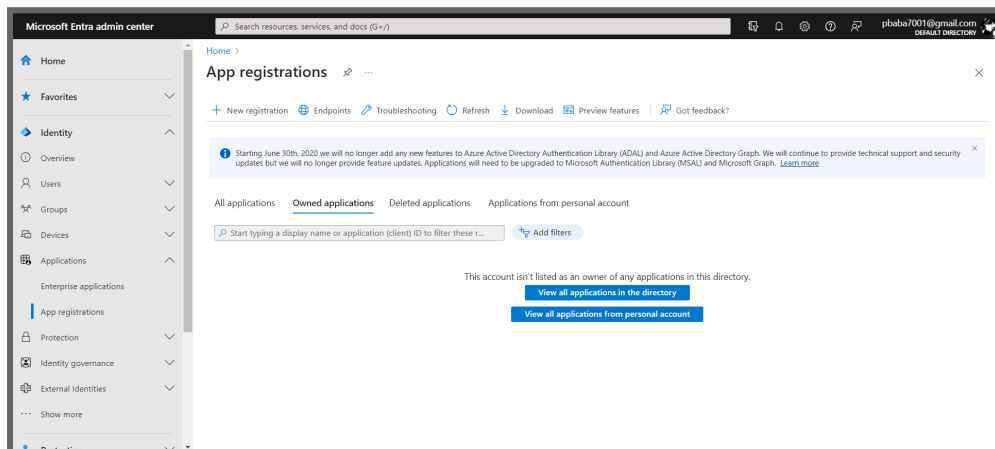 Microsoft Entra admin center
Search resources, services, and docs (G+/)
pbaba7001@gmail.com
DEFAULT DIRECTORY
Home
Favorites
Identity
Overview
Users
Groups
Devices
Applications
Enterprise applications
App registrations
Protection
Identity governance
External Identities
Show more
Home >
App registrations
New registration
Endpoints
Troubleshooting
Refresh
Download
Preview features
Got feedback?
Starting June 30th, 2020 we will no longer add any new features to Azure Active Directory Authentication Library (ADAL) and Azure Active Directory Graph. We will continue to provide technical support and security
updates but we will no longer provide feature updates. Applications will need to be upgraded to Microsoft Authentication Library (MSAL) and Microsoft Graph. Learn more
All applications
Owned applications
Deleted applications
Applications from personal account
Start typing a display name or application (client) ID to filter these r...
Add filters
This account isn't listed as an owner of any applications in this directory.
View all applications in the directory
View all applications from personal account